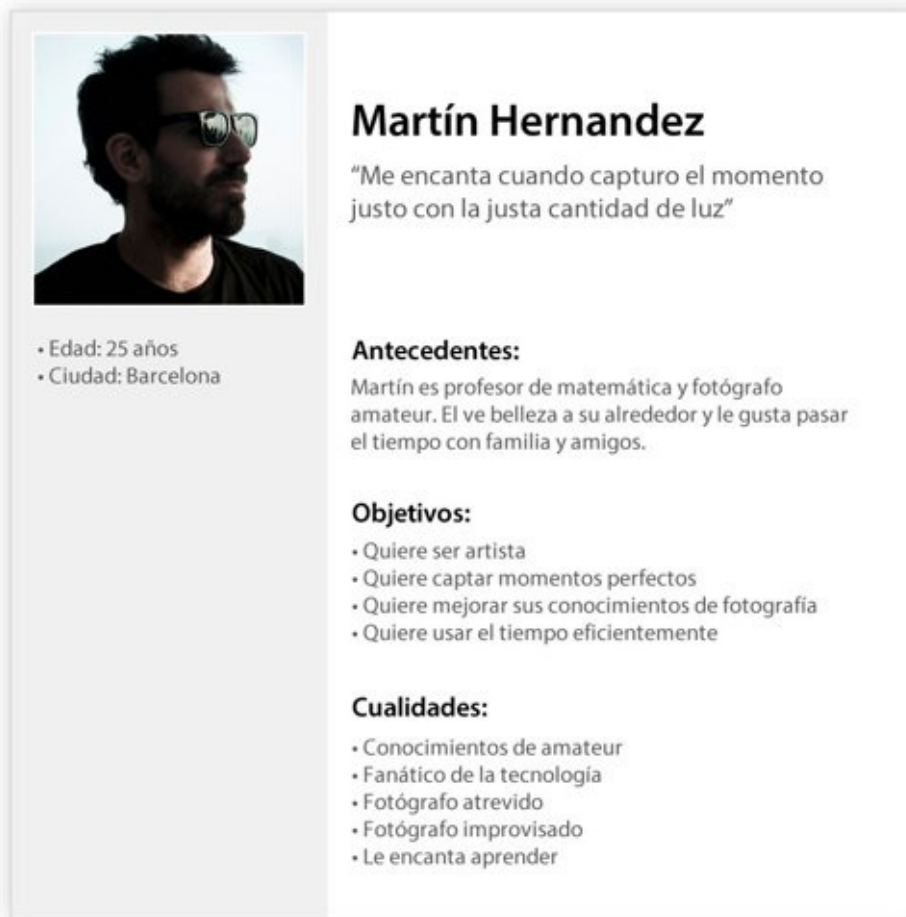 Martín Hernandez
“Me encanta cuando capturo el momento
justo con la justa cantidad de luz”
• Edad: 25 años
• Ciudad: Barcelona
Antecedentes:
Martín es profesor de matemática y fotógrafo
amateur. El ve belleza a su alrededor y le gusta pasar
el tiempo con familia y amigos.
Objetivos:
• Quiere ser artista
• Quiere captar momentos perfectos
• Quiere mejorar sus conocimientos de fotografía
• Quiere usar el tiempo eficientemente
Cualidades:
• Conocimientos de amateur
• Fanático de la tecnología
• Fotógrafo atrevido
• Fotógrafo improvisado
• Le encanta aprender